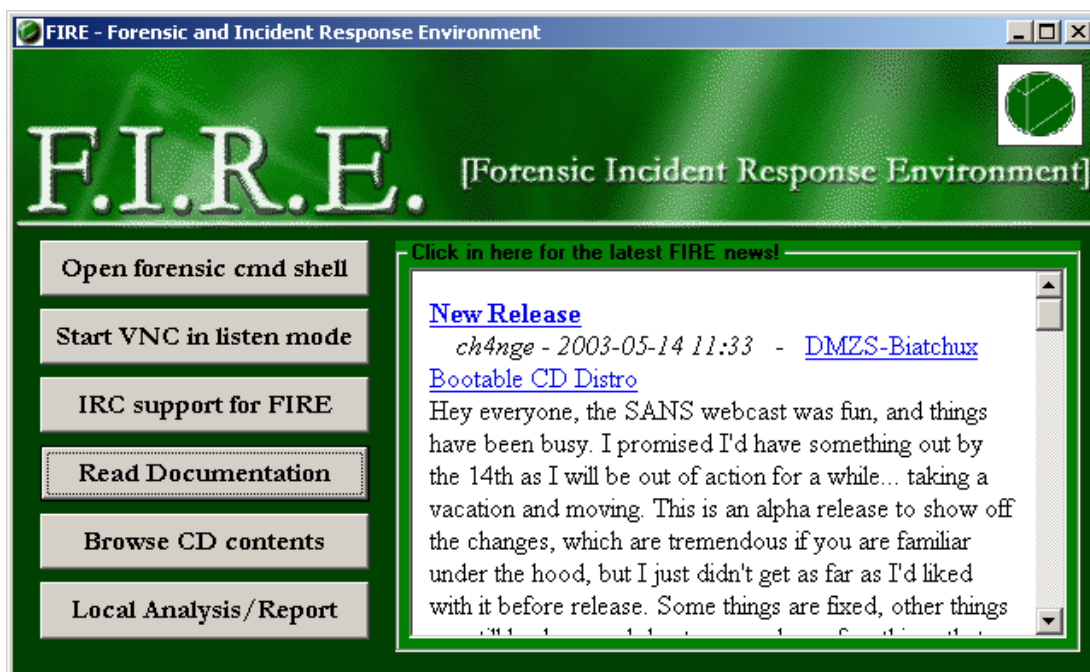 FIRE - Forensic and Incident Response Environment
F.I.R.E.
[Forensic Incident Response Environment]
Open forensic cmd shell
Start VNC in listen mode
IRC support for FIRE
Read Documentation
Browse CD contents
Local Analysis/Report
Click in here for the latest FIRE news!
New Release
ch4nge - 2003-05-14 11:33 - DMZS-Biatchux
Bootable CD Distro
Hey everyone, the SANS webcast was fun, and things
have been busy. I promised I'd have something out by
the 14th as I will be out of action for a while... taking a
vacation and moving. This is an alpha release to show off
the changes, which are tremendous if you are familiar
under the hood, but I just didn't get as far as I'd liked
with it before release. Some things are fixed, other things